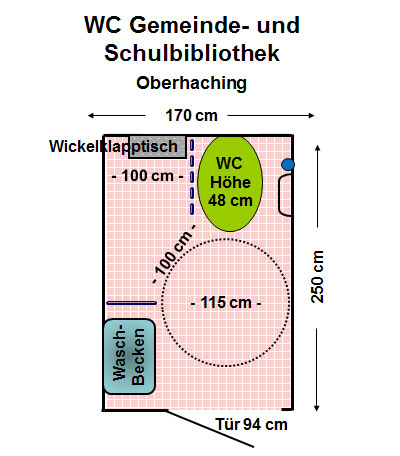 WC Gemeinde- und
Schulbibliothek
Oberhaching
170 cm
Wickelklapptisch
WC
Höhe
48 cm
- 100 cm -
- 100 cm -
250 cm
- 115 cm -
Wasch-
Becken
Tür 94 cm